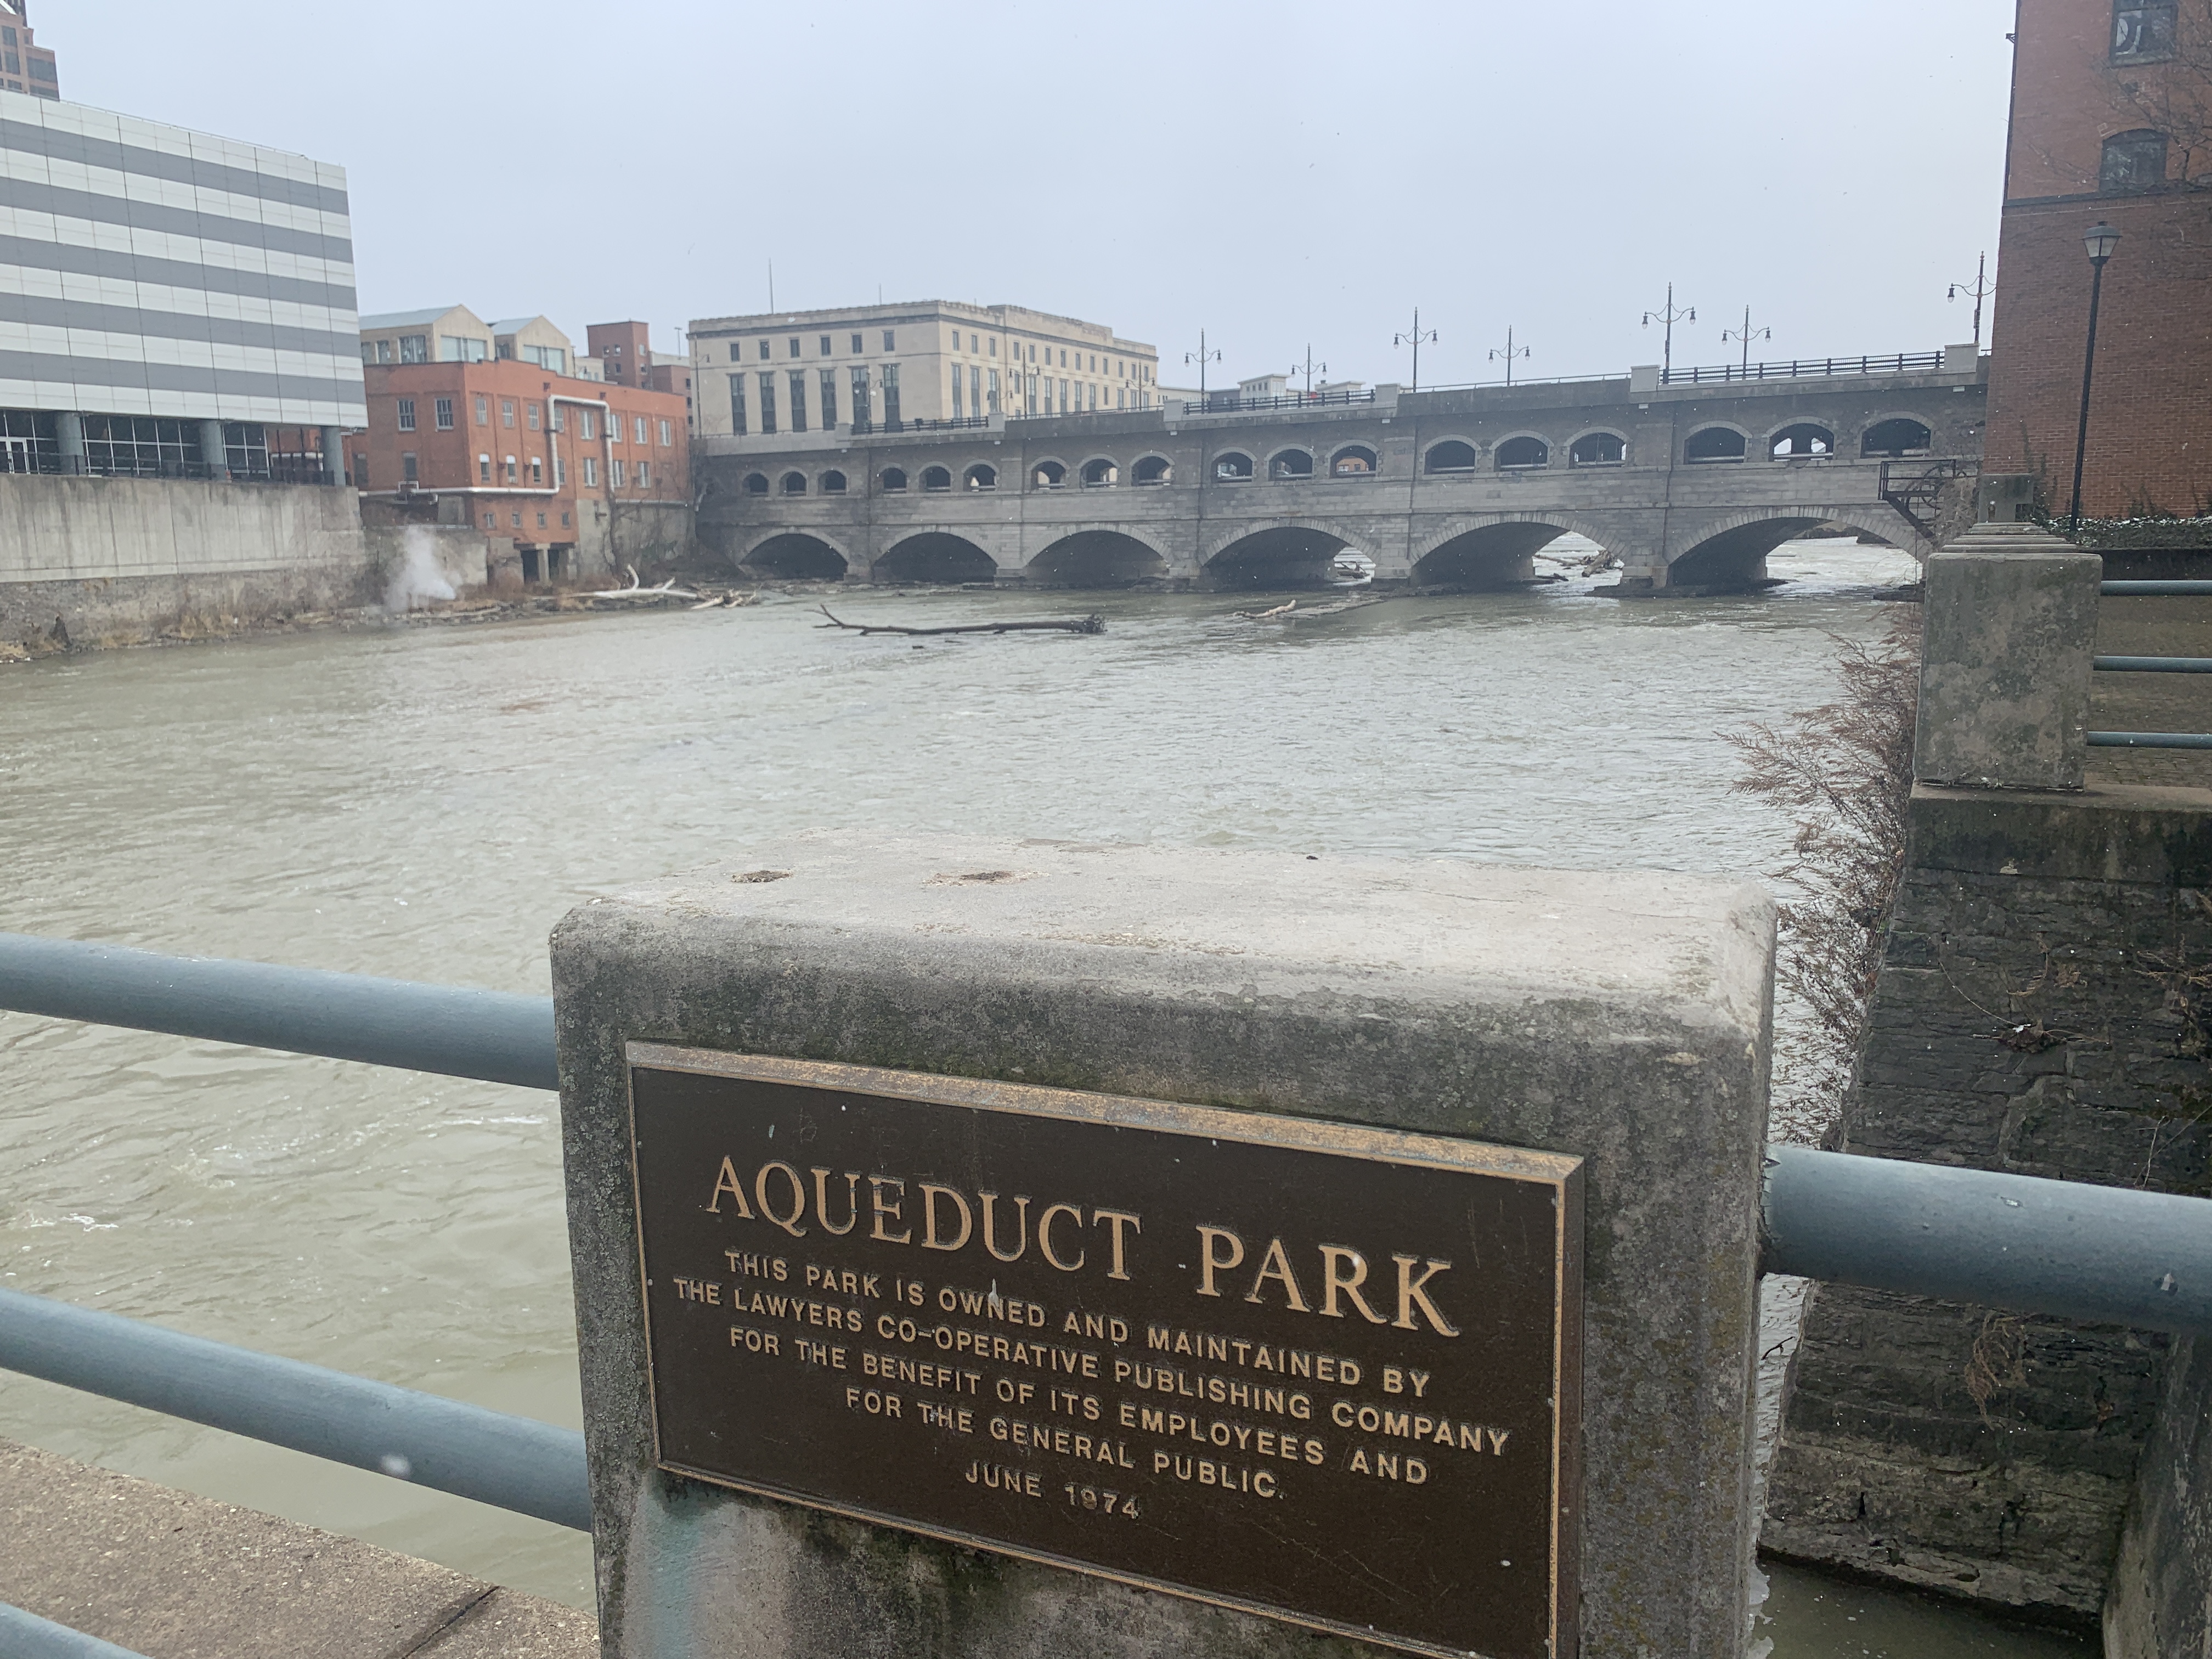 AQUEDUCT PARK
THIS PARK IS OWNED AND MAINTAINED BY
THE LAWYERS CO-OPERATIVE PUBLISHING COMPANY
FOR THE BENEFIT OF ITS EMPLOYEES AND
FOR THE GENERAL PUBLIC.
JUNE 1974